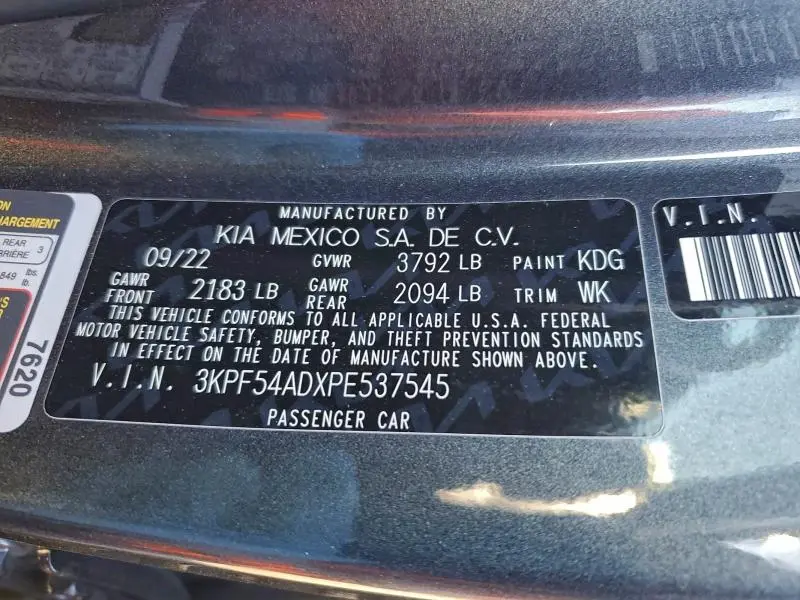 MANUFACTURED BY
KIA MEXICO S.A. DE C.V.
09/22 GVWR 3792 LB PAINT KDG
GAWR FRONT 2183 LB GAWR REAR 2094 LB TRIM WK
THIS VEHICLE CONFORMS TO ALL APPLICABLE U.S.A. FEDERAL
MOTOR VEHICLE SAFETY, BUMPER, AND THEFT PREVENTION STANDARDS
IN EFFECT ON THE DATE OF MANUFACTURE SHOWN ABOVE.
V.I.N. 3KPF54ADXPE537545
PASSENGER CAR
V.I.N.
REAR 3
lbs.
lb.
7620